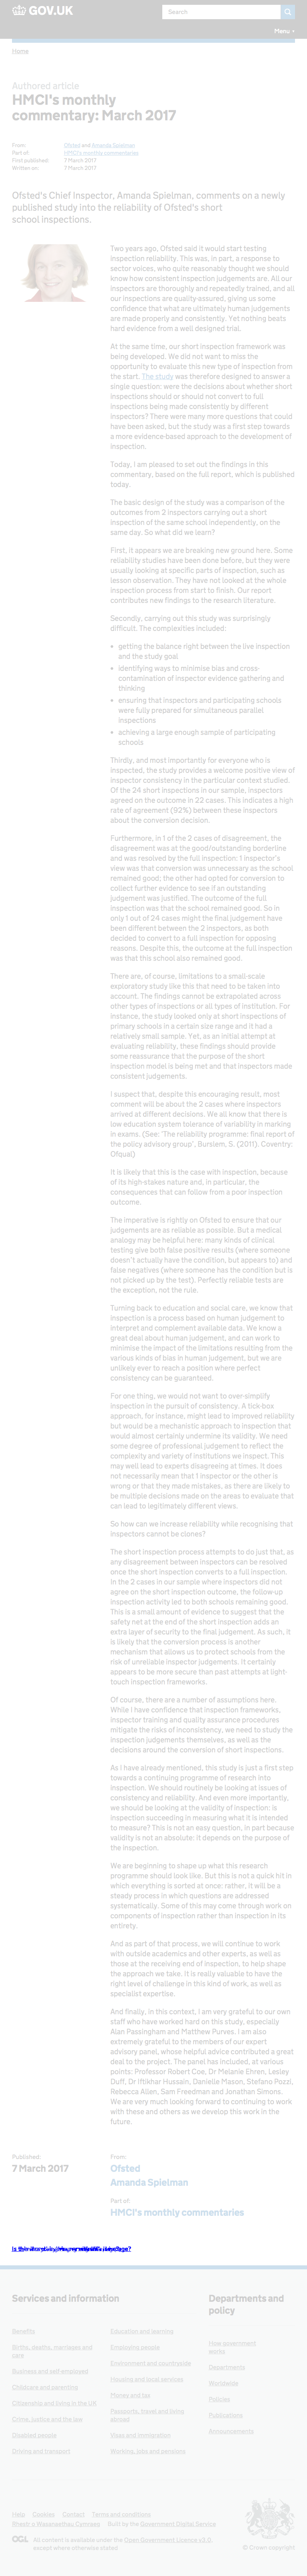 GOV.UK
Search
Menu
Home
Authored article
HMCI's monthly
commentary: March 2017
From:
Ofsted and Amanda Spielman
Part of:
HMCI's monthly commentaries
First published:
7 March 2017
Written on:
7 March 2017
Ofsted's Chief Inspector, Amanda Spielman, comments on a newly
published study into the reliability of Ofsted's short
school inspections.
Two years ago, Ofsted said it would start testing
inspection reliability. This was, in part, a response to
sector voices, who quite reasonably thought we should
know how consistent inspection judgements are. All our
inspectors are thoroughly and repeatedly trained, and all
our inspections are quality-assured, giving us some
confidence that what are ultimately human judgements
are made properly and consistently. Yet nothing beats
hard evidence from a well designed trial.
At the same time, our short inspection framework was
being developed. We did not want to miss the
opportunity to evaluate this new type of inspection from
the start. The study was therefore designed to answer a
single question: were the decisions about whether short
inspections should or should not convert to full
inspections being made consistently by different
inspectors? There were many more questions that could
have been asked, but the study was a first step towards
a more evidence-based approach to the development of
inspection.
Today, I am pleased to set out the findings in this
commentary, based on the full report, which is published
today.
The basic design of the study was a comparison of the
outcomes from 2 inspectors carrying out a short
inspection of the same school independently, on the
same day. So what did we learn?
First, it appears we are breaking new ground here. Some
reliability studies have been done before, but they were
usually looking at specific parts of inspection, such as
lesson observation. They have not looked at the whole
inspection process from start to finish. Our report
contributes new findings to the research literature.
Secondly, carrying out this study was surprisingly
difficult. The complexities included:
• getting the balance right between the live inspection
and the study goal
• identifying ways to minimise bias and cross-
contamination of inspector evidence gathering and
thinking
• ensuring that inspectors and participating schools
were fully prepared for simultaneous parallel
inspections
• achieving a large enough sample of participating
schools
Thirdly, and most importantly for everyone who is
inspected, the study provides a very positive view of
inspector consistency in the particular context studied.
Of the 24 short inspections in our sample, inspectors
agreed on the outcome in 22 cases. This indicates a high
rate of agreement (92%) between inspectors about
the conversion decision.
Furthermore, in 1 of the 2 cases of disagreement, the
disagreement was at the good/outstanding borderline
and was resolved by the full inspection: 1 inspector's
view was that conversion was unnecessary as the school
remained good; the other had opted for conversion to
collect further evidence to see if an outstanding
judgement was justified. The outcome of the full
inspection was that the school remained good. So in
only 1 out of 24 cases might the final judgement have
been different between the 2 inspectors, as both
decided to convert to a full inspection but for opposing
reasons. Despite this, the outcome at the full inspection
was that this school also remained good.
There are, of course, limitations to a small-scale
exploratory study like this that need to be taken into
account. The findings cannot be extrapolated across
other types of inspections or all types of institution. For
instance, the study looked only at short inspections of
primary schools in a certain size range and it had a
relatively small sample. Yet, as an initial attempt at
evaluating reliability, these findings should provide
some reassurance that the purpose of the short
inspection model is being met and that inspectors made
consistent judgements.
I suspect that, despite this encouraging result, most
comment will be about the 2 cases where inspectors
arrived at different decisions. We all know that there is
low education system tolerance of variability in marking
in exams. (See: 'The reliability programme: final report of
the policy advisory group', Burslem, S. (2011). Coventry:
Ofqual)
It is likely that this is the case with inspection, because
of its high-stakes nature and, in particular, the
consequences that can follow from a poor inspection
outcome.
The imperative is rightly on Ofsted to ensure that our
judgements are as reliable as possible. But a medical
analogy may be helpful here: many kinds of clinical
testing give both false positive results (where someone
doesn't actually have the condition, but appears to) and
false negatives (where someone has the condition but is
not picked up by the test). Perfectly reliable tests are
the exception, not the rule.
Turning back to education and social care, we know that
inspection is a process based on human judgement to
interpret and complement available data. We know a
great deal about human judgement, and can work to
minimise the impact of the limitations resulting from the
various kinds of bias in human judgement, but we are
unlikely ever to reach a position where perfect
consistency can be guaranteed.
For one thing, we would not want to over-simplify
inspection in the pursuit of consistency. A tick-box
approach, for instance, might lead to improved reliability
but result in a hollow approach to inspection that would
almost certainly undermine its validity. We need
some degree of professional judgement to reflect the
complexity and variety of institutions we inspect. This
may well lead to experts disagreeing at times. It does
not necessarily mean that 1 inspector or the other is
wrong or that they made mistakes, as there are likely to
be multiple decisions made on the many areas that can
can lead to legitimately different views.
So how can we increase reliability while recognising that
inspectors cannot be clones?
The short inspection process attempts to do just that, as
any disagreement between inspectors can be resolved
once the short inspection converts to a full inspection.
In the 2 cases in our sample where inspectors did not
agree on the short inspection outcome, the follow-up
inspection activity led to both schools remaining good.
This is a small amount of evidence to suggest that the
safety net at the end of the short inspection adds an
extra layer of security to the final judgement. As such, it
is likely that the conversion process is another
mechanism that allows us to protect schools from the
risk of unreliable inspector judgements. It certainly
appears to be more secure than past attempts at light-
touch inspection frameworks.
Of course, there are a number of assumptions here.
While I have confidence that inspection frameworks,
inspector training and quality assurance procedures
mitigate the risks of inconsistency, we need to study the
inspection judgements themselves, as well as the
decisions around the conversion of short inspections.
As I have already mentioned, this study is just a first step
towards a continuing programme of research into
inspection. We should continue to look at issues of
consistency and reliability. And even more importantly,
we should be looking at the validity of inspection: is
inspection succeeding in measuring what it is intended
to measure? This is not an easy question, in part because
validity is not an absolute: it depends on the purpose of
the inspection.
We are beginning to shape up what this research
programme should look like. But this is not a quick hit in
which everything is sorted at once: rather, it will be a
steady process in which questions are addressed
systematically. Some of this may come through work on
components of inspection rather than inspection in its
entirety.
And as part of that process, we will continue to work
with outside academics and other experts, as well as
those at the receiving end of inspection, to help shape
the approach we take. It is really valuable to have the
right level of challenge in this kind of work, as well as
specialist expertise.
And finally, in this context, I am very grateful to our own
staff who have worked hard on this study, especially
Alan Passingham and Matthew Purves. I am also
extremely grateful to the members of our expert
advisory panel, whose helpful advice contributed a great
deal to the project. The panel has included, at various
points: Professor Robert Coe, Dr Melanie Ehren, Lesley
Duff, Dr Iftikhar Hussain, Danielle Mason, Stefano Pozzi,
Rebecca Allen, Sam Freedman and Jonathan Simons.
We are very much looking forward to continuing to work
with these and others as we develop this work in the
future.
Published:
7 March 2017
From:
Ofsted
Amanda Spielman
Part of:
HMCI's monthly commentaries
Services and information
Benefits
Births, deaths, marriages and
care
Business and self-employed
Childcare and parenting
Citizenship and living in the UK
Crime, justice and the law
Disabled people
Driving and transport
Education and learning
Employing people
Environment and countryside
Housing and local services
Money and tax
Passports, travel and living
abroad
Visas and immigration
Working, jobs and pensions
Departments and
policy
How government
works
Departments
Worldwide
Policies
Publications
Announcements
Help Cookies Contact Terms and conditions
Rhestr o Wasanaethau Cymraeg Built by the Government Digital Service
OGL All content is available under the Open Government Licence v3.0,
except where otherwise stated
© Crown copyright